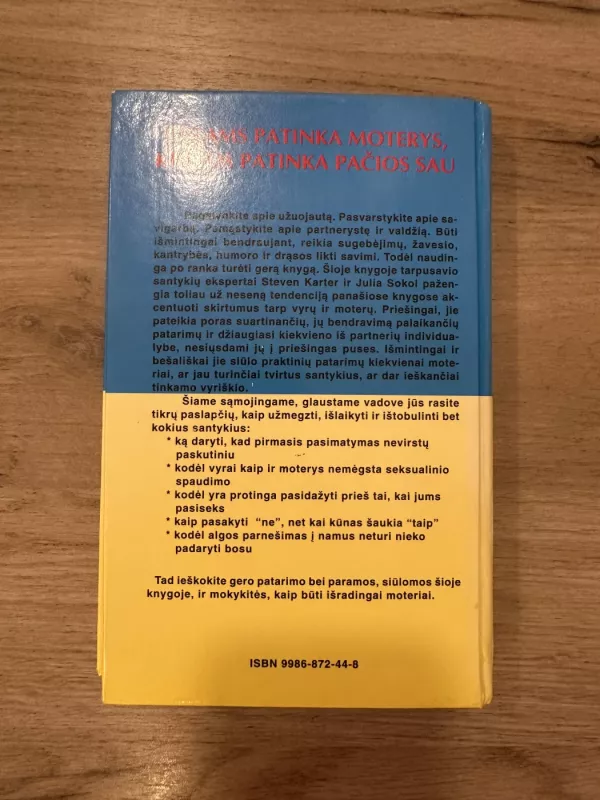 PATINKA MOTERYS,
PATINKA PAČIOS SAU
Pagalvokite apie užuojautą. Pasvarstykite apie sa-
vigarbą. Pamąstykite apie partnerystę ir valdžią. Būti
išmintingai bendraujant, reikia sugebėjimų, žavesio,
kantrybės, humoro ir drąsos likti savimi. Todėl naudin-
ga po ranka turėti gerą knygą. Šioje knygoje tarpusavio
santykių ekspertai Steven Karter ir Julia Sokol pažen-
gia toliau už neseną tendenciją panašiose knygose ak-
centuoti skirtumus tarp vyrų ir moterų. Priešingai, jie
pateikia poras suartinančių, jų bendravimą palaikančių
patarimų ir džiaugiasi kiekvieno iš partnerių individua-
lybe, nesiųsdami jų į priešingas puses. Išmintingai ir
bešališkai jie siūlo praktinių patarimų kiekvienai mote-
riai, ar jau turinčiai tvirtus santykius, ar dar ieškančiai
tinkamo vyriškio.
Šiame sąmojingame, glaustame vadove jūs rasite
tikrų paslapčių, kaip užmegzti, išlaikyti ir ištobulinti bet
kokius santykius:
* ką daryti, kad pirmasis pasimatymas nevirstų
paskutiniu
* kodėl vyrai kaip ir moterys nemėgsta seksualinio
spaudimo
* kodėl yra protinga pasidažyti prieš tai, kai jums
pasiseks
* kaip pasakyti "ne", net kai kūnas šaukia "taip"
* kodėl algos parnešimas į namus neturi nieko
padaryti bosu
Tad ieškokite gero patarimo bei paramos, siūlomos šioje
knygoje, ir mokykitės, kaip būti išradingai moteriai.
ISBN 9986-872-44-8